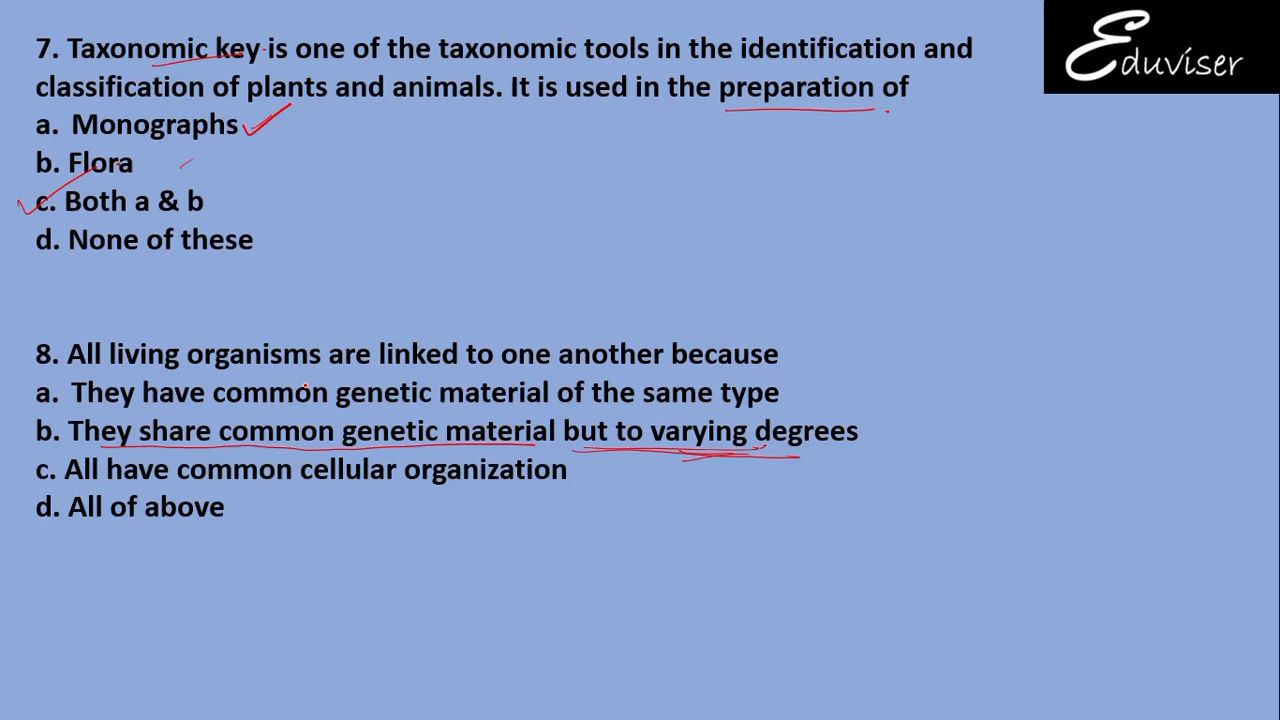 Eduviser
7. Taxonomic key is one of the taxonomic tools in the identification and
classification of plants and animals. It is used in the preparation of
a. Monographs
b. Flora
c. Both a & b
d. None of these
8. All living organisms are linked to one another because
a. They have common genetic material of the same type
b. They share common genetic material but to varying degrees
c. All have common cellular organization
d. All of above